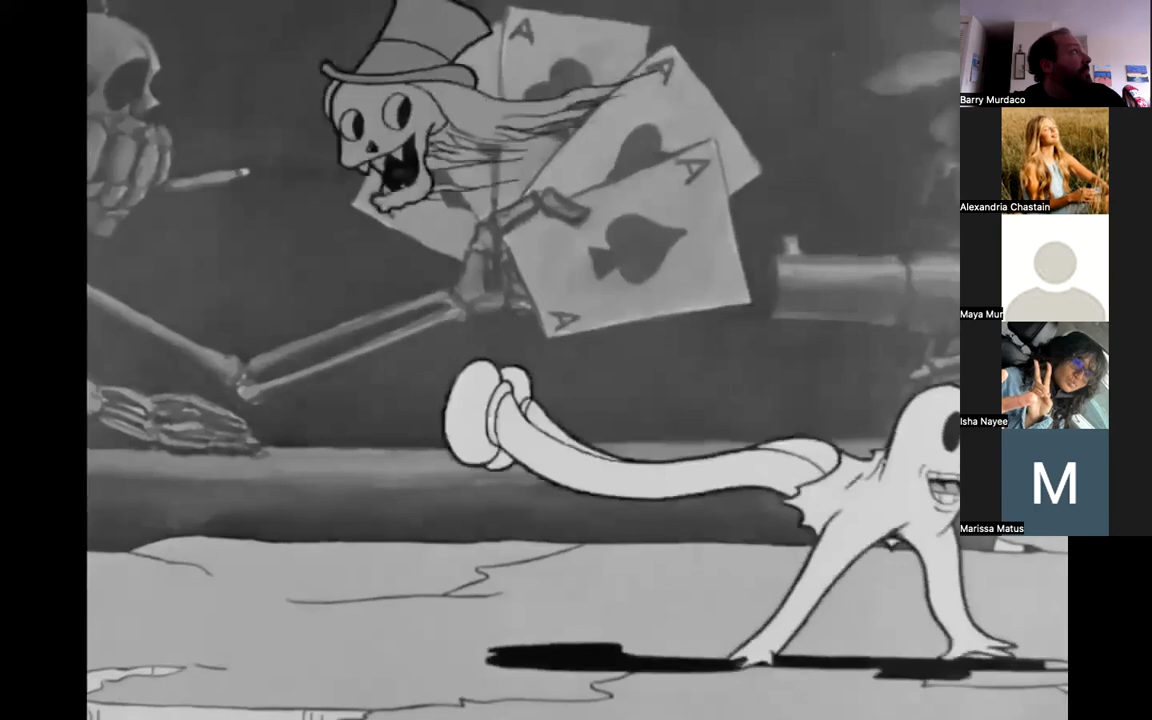 A
A
A
A
Barry Murdaco
Alexandria Chastain
Maya Mur
Isha Nayee
M
Marissa Matus